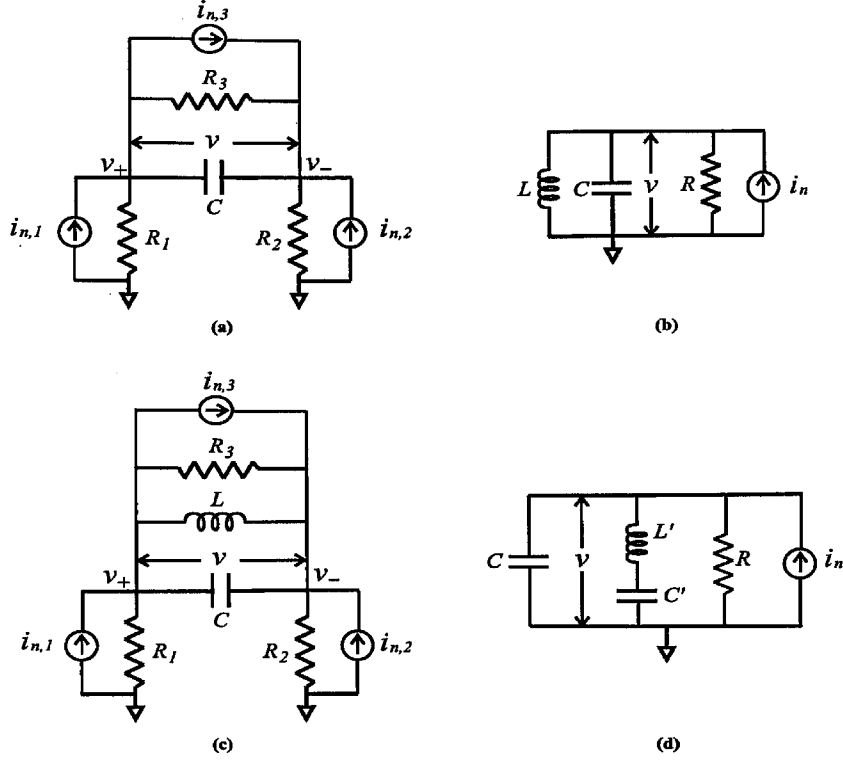 i_{n,3}
R_3
v
v_+ v_-
C
i_{n,1} R_1 R_2 i_{n,2}
(a)
L C v R i_n
(b)
i_{n,3}
R_3
L
v
v_+ v_-
C
i_{n,1} R_1 R_2 i_{n,2}
(c)
C v L' R i_n
C'
(d)